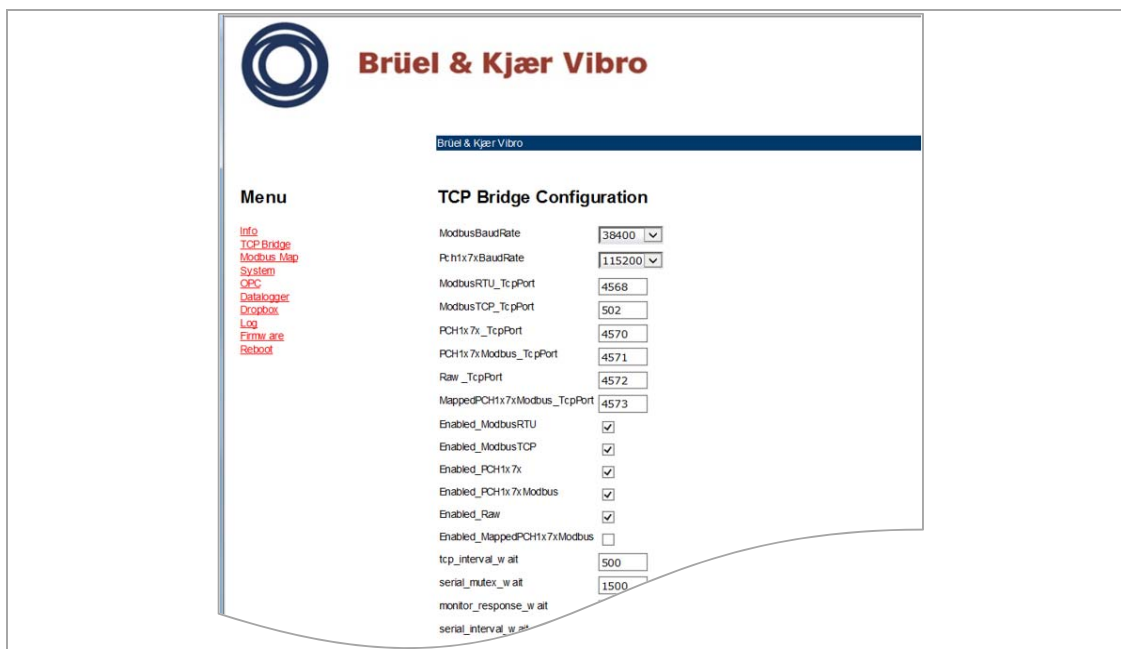 Brüel & Kjær Vibro
Brüel & Kjær Vibro
Menu
Info
TCP Bridge
Modbus Map
System
OPC
Datalogger
Dropbox
Log
Firmw are
Reboot
TCP Bridge Configuration
ModbusBaudRate 38400
Pch1x7xBaudRate 115200
ModbusRTU_TcpPort 4568
ModbusTCP_TcpPort 502
PCH1x7x_TcpPort 4570
PCH1x7xModbus_TcpPort 4571
Raw _TcpPort 4572
MappedPCH1x7xModbus_TcpPort 4573
Enabled_ModbusRTU
Enabled_ModbusTCP
Enabled_PCH1x7x
Enabled_PCH1x7xModbus
Enabled_Raw
Enabled_MappedPCH1x7xModbus
tcp_interval_w ait 500
serial_mutex_w ait 1500
monitor_response_w ait
serial_interval_w ait